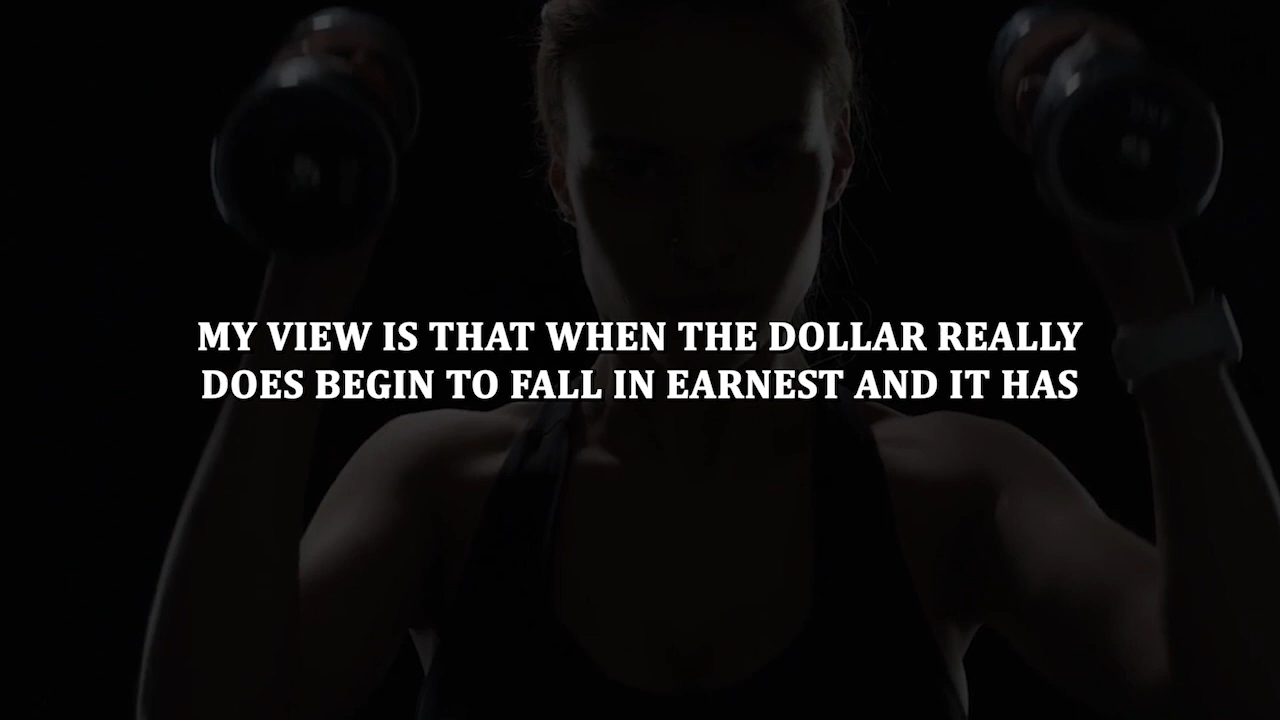 MY VIEW IS THAT WHEN THE DOLLAR REALLY
DOES BEGIN TO FALL IN EARNEST AND IT HAS